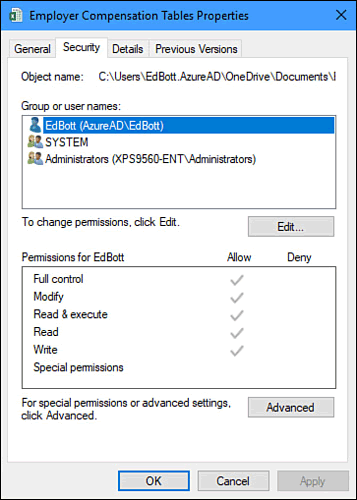 Employer Compensation Tables Properties
General Security Details Previous Versions
Object name: C:\Users\EdBott.AzureAD\OneDrive\Documents\
Group or user names:
EdBott (AzureAD\EdBott)
SYSTEM
Administrators (XPS9560-ENT\Administrators)
To change permissions, click Edit. Edit...
Permissions for EdBott Allow Deny
Full control
Modify
Read & execute
Read
Write
Special permissions
For special permissions or advanced settings, Advanced
click Advanced.
OK Cancel Apply